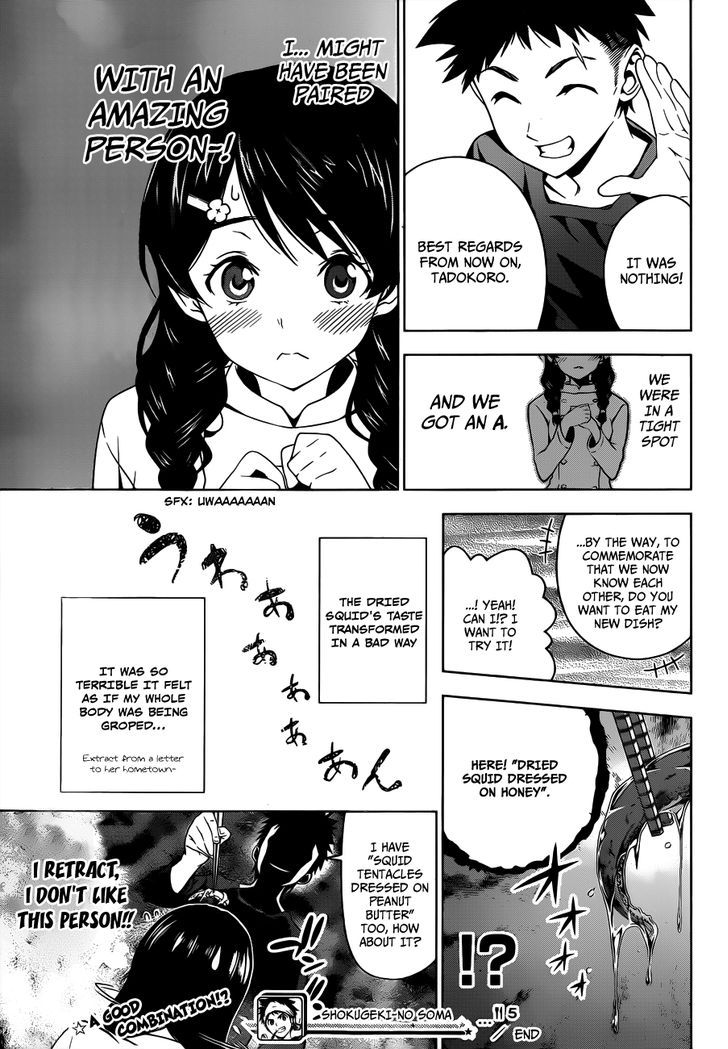 IT WAS
NOTHING!
BEST REGARDS
FROM NOW ON,
TADOKORO.
WE
WERE
IN A
TIGHT
SPOT
AND WE
GOT AN A.
I... MIGHT
HAVE BEEN
PAIRED
WITH AN
AMAZING
PERSON~!
...BY THE WAY, TO
COMMEMORATE
THAT WE NOW
KNOW EACH
OTHER, DO YOU
WANT TO EAT MY
NEW DISH?
...! YEAH!
CAN I!? I
WANT TO
TRY IT!
HERE! "DRIED
SQUID DRESSED
ON HONEY".
オオオ
!?
THE DRIED
SQUID'S TASTE
TRANSFORMED
IN A BAD WAY
SFX: UWAAAAAAAN
うわぁあぁあぁん
IT WAS SO
TERRIBLE IT FELT
AS IF MY WHOLE
BODY WAS BEING
GROPED...
Extract from a letter
to her hometown~
I HAVE
"SQUID
TENTACLES
DRESSED ON
PEANUT
BUTTER"
TOO, HOW
ABOUT IT?
I RETRACT,
I DON'T LIKE
THIS PERSON!!
☆A GOOD
COMBINATION!?
SHOKUGEKI-NO SOMA
...5
END